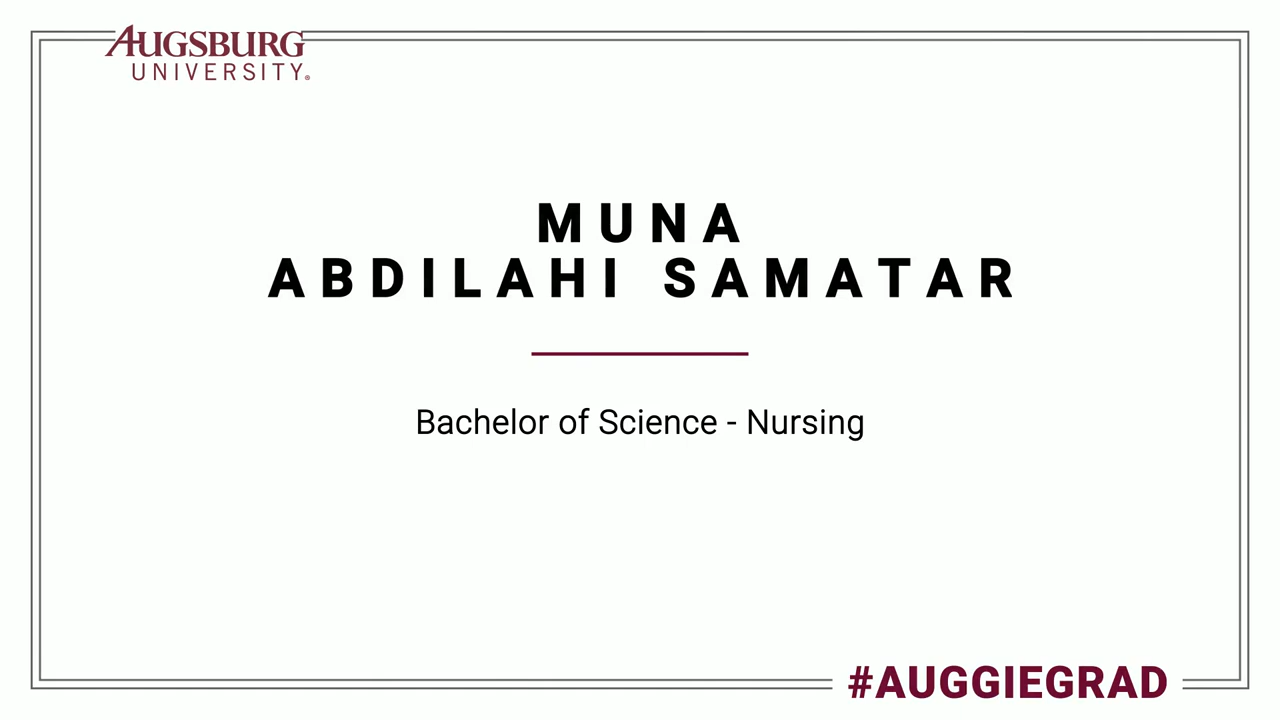 AUGSBURG
UNIVERSITY®
MUNA
ABDILAHI SAMATAR
Bachelor of Science - Nursing
#AUGGIEGRAD